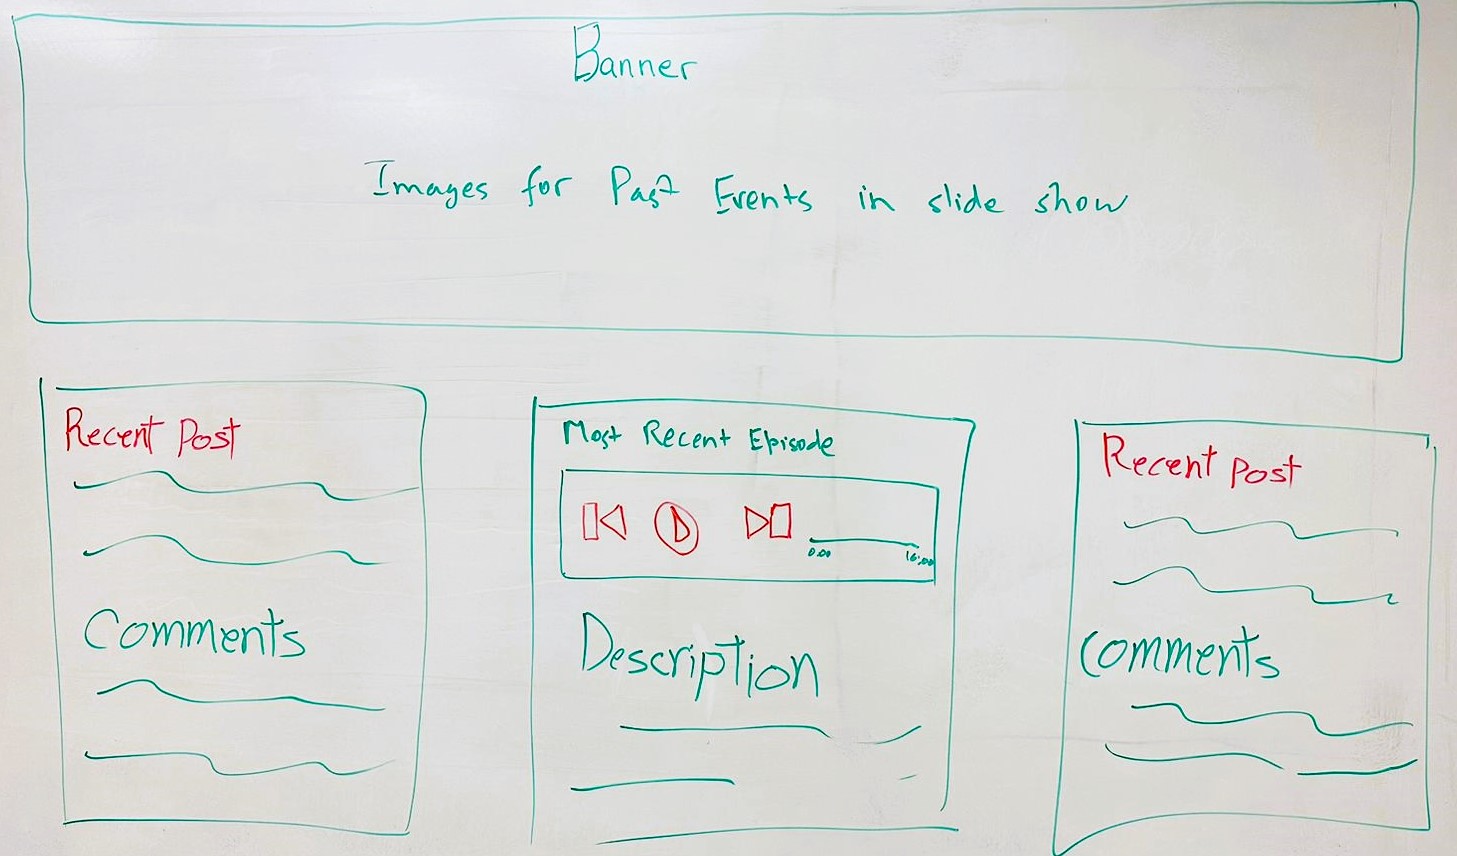 Banner
Images for Past Events in slide show
Recent Post
Comments
Most Recent Episode
0:00
16:00
Description
Recent Post
Comments